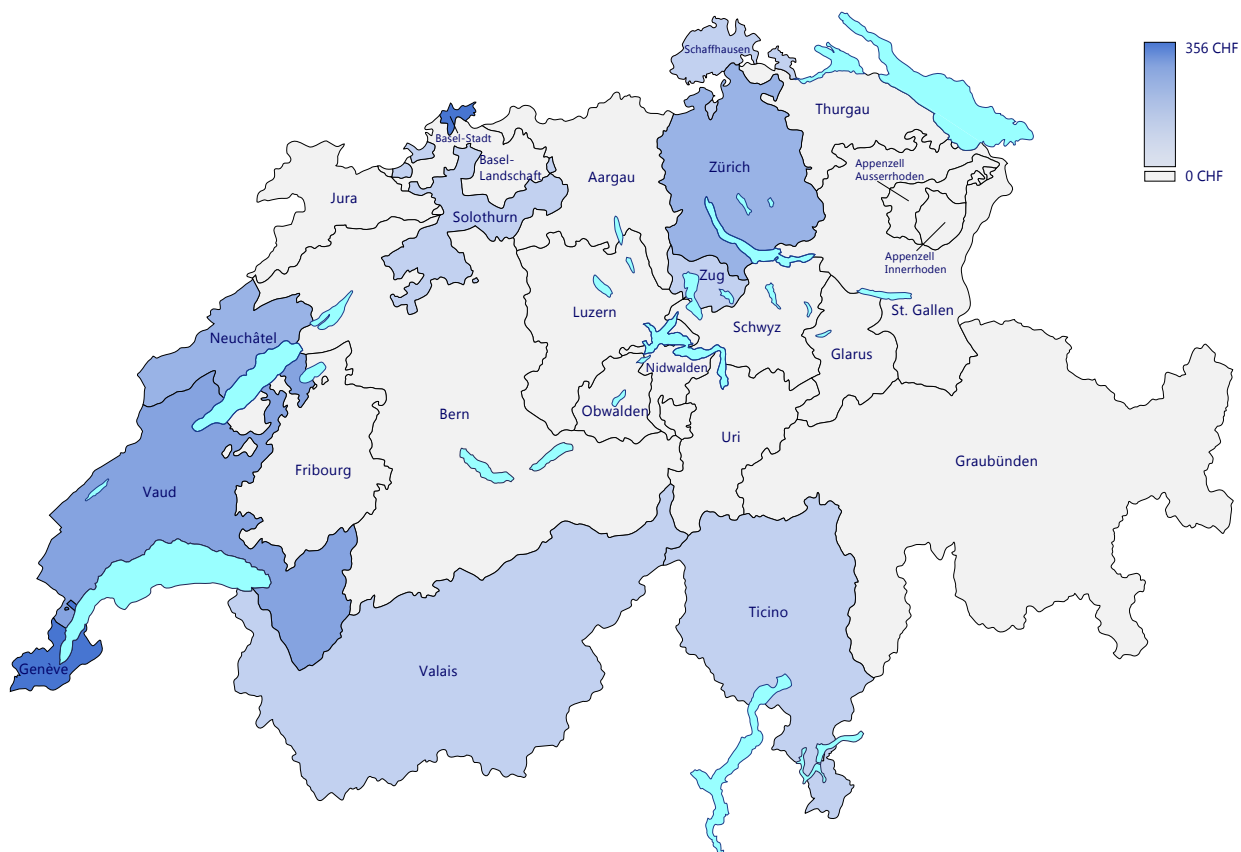 Schaffhausen
356 CHF
Thurgau
Basel-Stadt
Basel-
Landschaft
Zürich
Appenzell
Ausserrhoden
0 CHF
Aargau
Jura
Solothurn
Appenzell
Innerrhoden
Zug
Luzern
St. Gallen
Schwyz
Neuchâtel
Glarus
Nidwalden
Bern
Obwalden
Uri
Graubünden
Fribourg
Vaud
Ticino
Genève
Valais